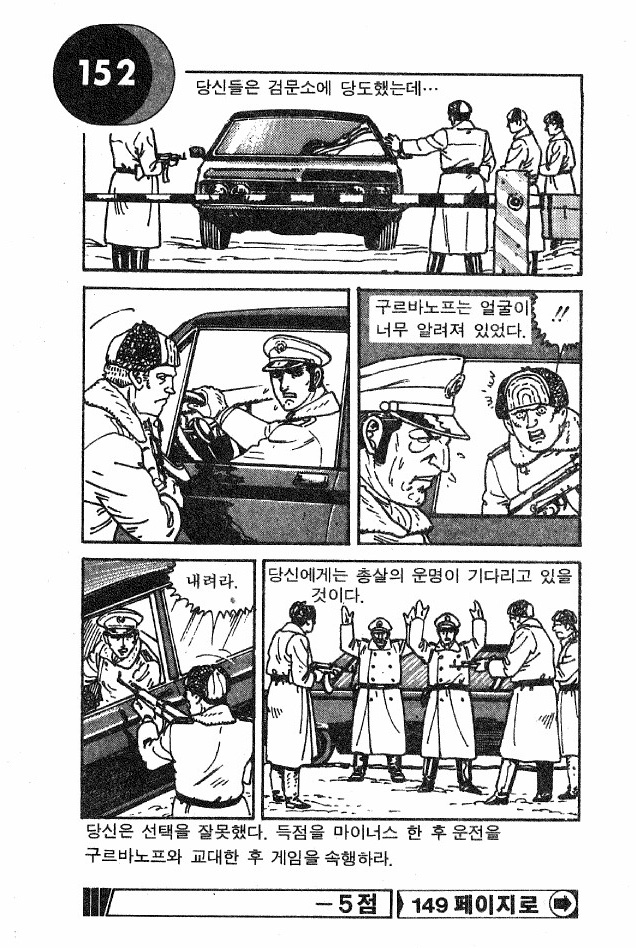 152
당신들은 검문소에 당도했는데…
구르바노프는 얼굴이
너무 알려져 있었다.
!!
내려라.
당신에게는 총살의 운명이 기다리고 있을
것이다.
당신은 선택을 잘못했다. 득점을 마이너스 한 후 운전을
구르바노프와 교대한 후 게임을 속행하라.
−5점
149 페이지로